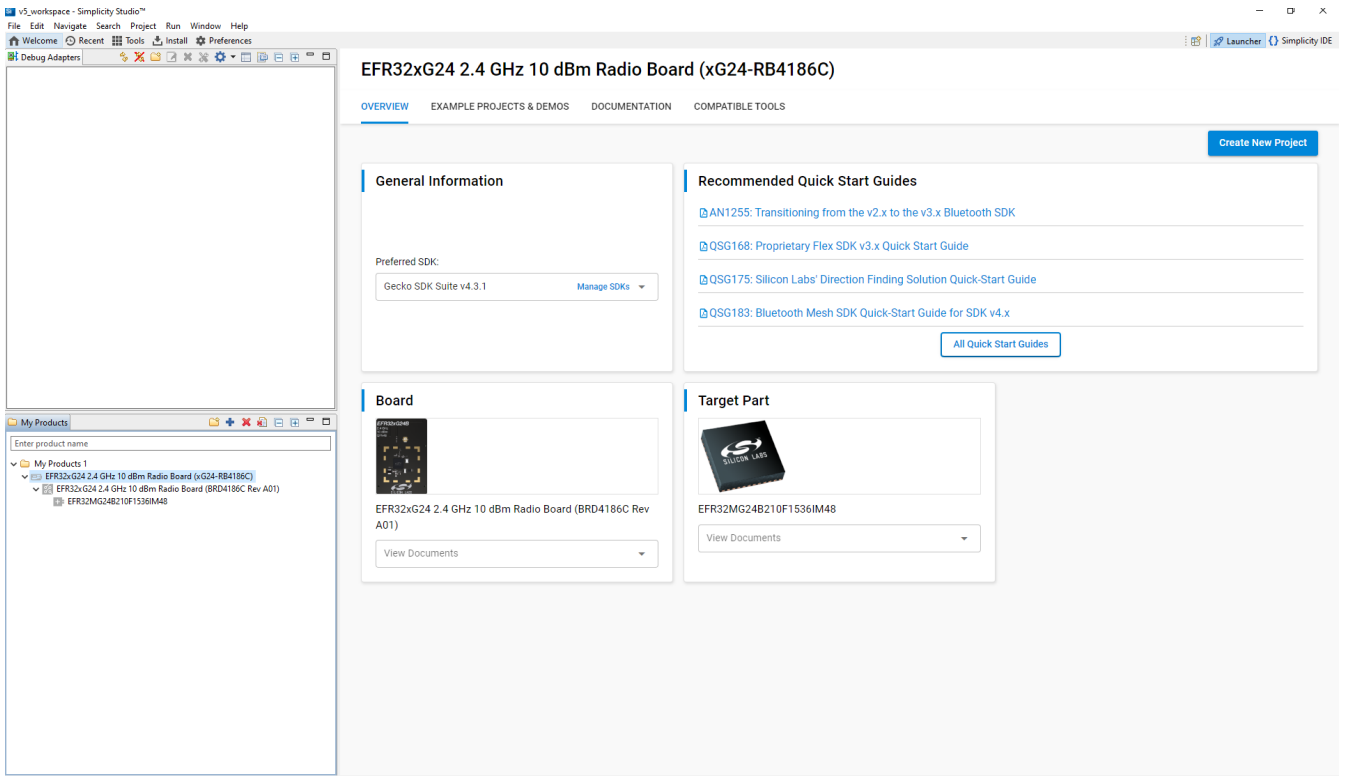 v5_workspace - Simplicity Studio™
File Edit Navigate Search Project Run Window Help
Welcome Recent Tools Install Preferences
Launcher Simplicity IDE
Debug Adapters
EFR32xG24 2.4 GHz 10 dBm Radio Board (xG24-RB4186C)
OVERVIEW EXAMPLE PROJECTS & DEMOS DOCUMENTATION COMPATIBLE TOOLS
Create New Project
General Information
Preferred SDK:
Gecko SDK Suite v4.3.1 Manage SDKs
Recommended Quick Start Guides
AN1255: Transitioning from the v2.x to the v3.x Bluetooth SDK
QSG168: Proprietary Flex SDK v3.x Quick Start Guide
QSG175: Silicon Labs' Direction Finding Solution Quick-Start Guide
QSG183: Bluetooth Mesh SDK Quick-Start Guide for SDK v4.x
All Quick Start Guides
Board
EFR32xG24B
SILICON LABS
EFR32xG24 2.4 GHz 10 dBm Radio Board (BRD4186C Rev
A01)
View Documents
Target Part
SILICON LABS
EFR32MG24B210F1536IM48
View Documents
My Products
Enter product name
My Products 1
EFR32xG24 2.4 GHz 10 dBm Radio Board (xG24-RB4186C)
EFR32xG24 2.4 GHz 10 dBm Radio Board (BRD4186C Rev A01)
EFR32MG24B210F1536IM48